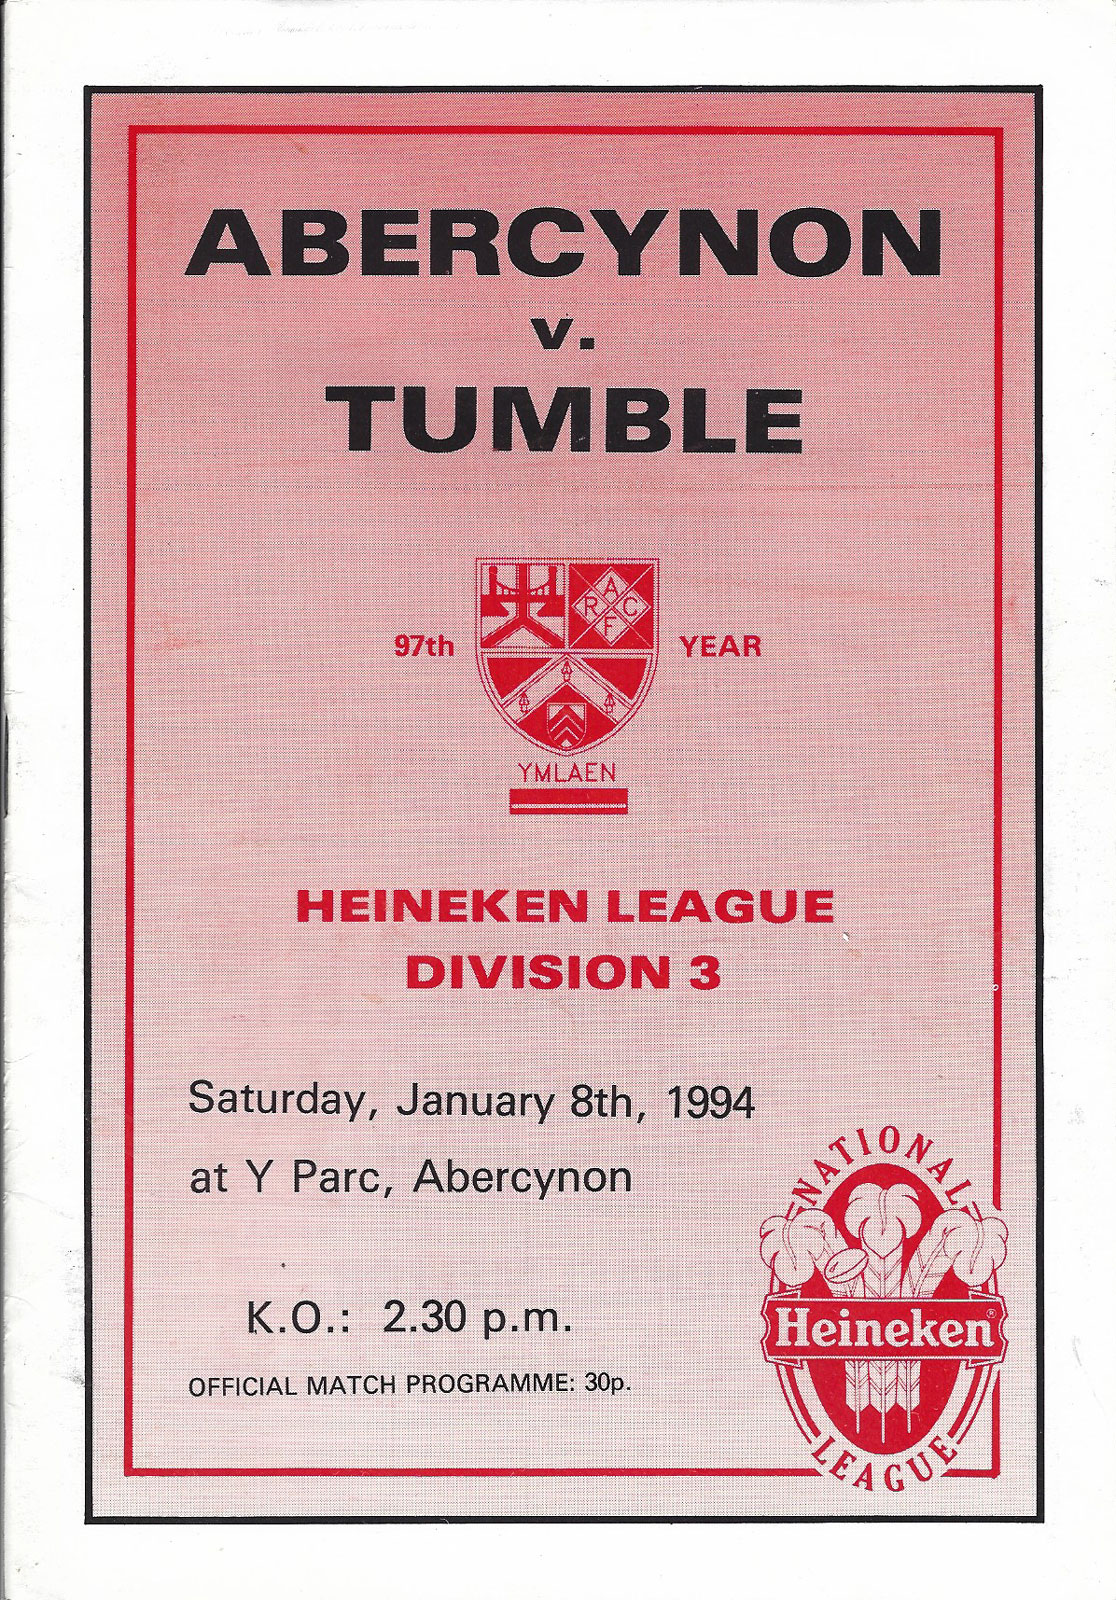 ABERCYNON
v.
TUMBLE
97th
A
R C
F
YEAR
YMLAEN
HEINEKEN LEAGUE
DIVISION 3
Saturday, January 8th, 1994
at Y Parc, Abercynon
K.O.: 2.30 p.m.
OFFICIAL MATCH PROGRAMME: 30p.
NATIONAL
Heineken®
LEAGUE